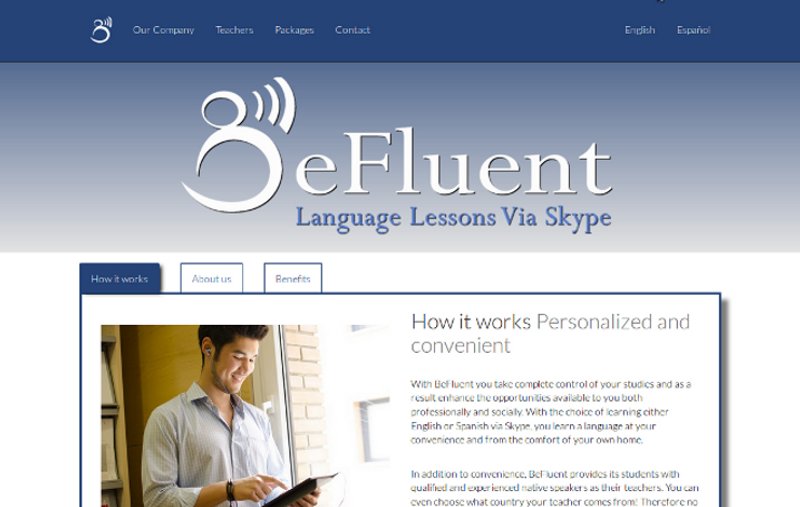 Our Company Teachers Packages Contact English Español
BeFluent
Language Lessons Via Skype
How it works About us Benefits
How it works Personalized and
convenient
With BeFluent you take complete control of your studies and as a
result enhance the opportunities available to you both
professionally and socially. With the choice of learning either
English or Spanish via Skype, you learn a language at your
convenience and from the comfort of your own home.
In addition to convenience, BeFluent provides its students with
qualified and experienced native speakers as their teachers. You can
even choose what country your teacher comes from! Therefore no